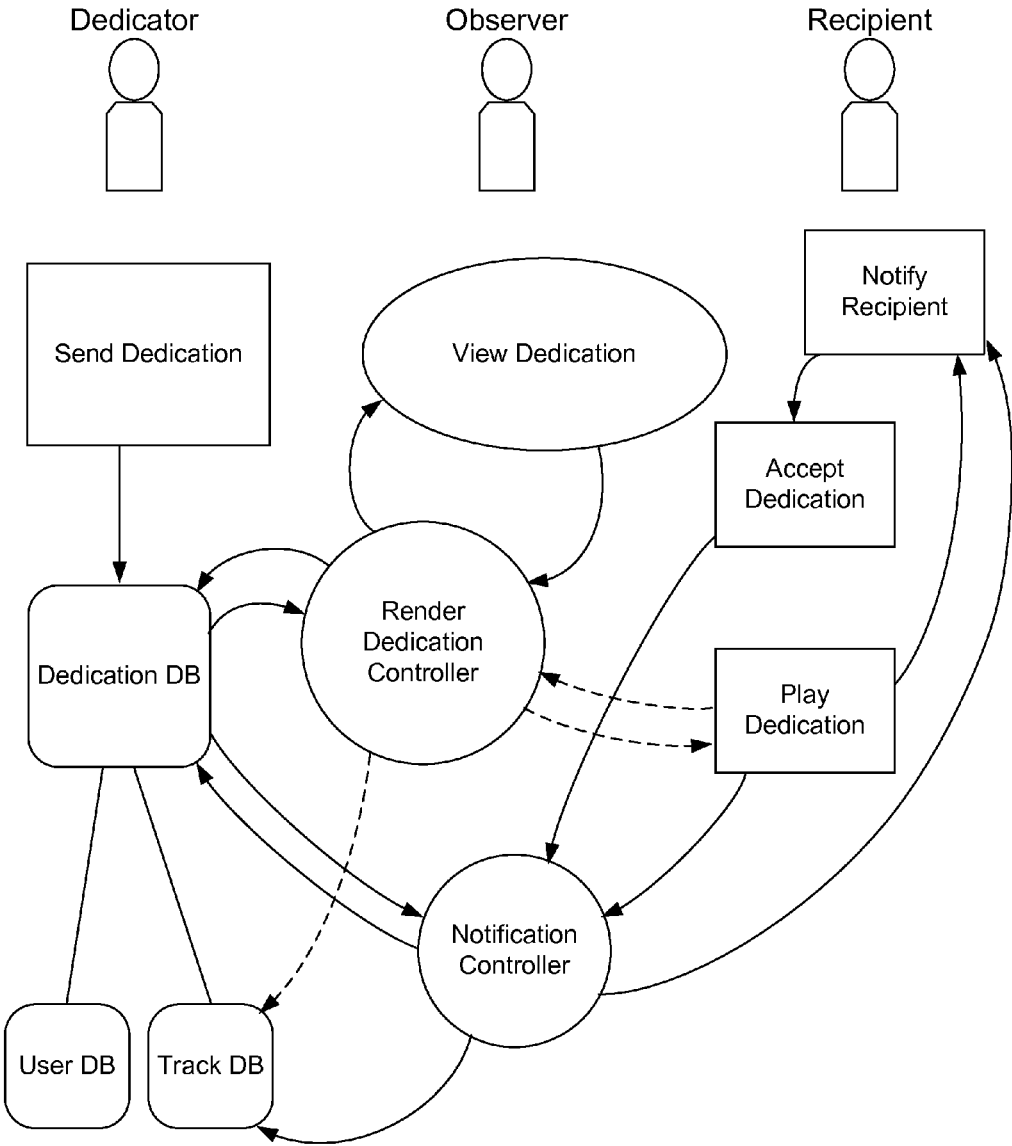 Dedicator
Observer
Recipient
Notify
Recipient
Send Dedication
View Dedication
Accept
Dedication
Render
Dedication
Controller
Dedication DB
Play
Dedication
Notification
Controller
User DB
Track DB